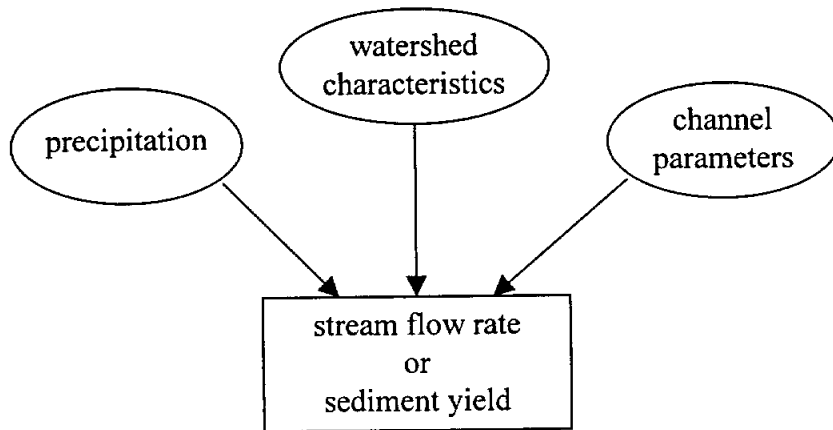 watershed
characteristics
precipitation
channel
parameters
stream flow rate
or
sediment yield